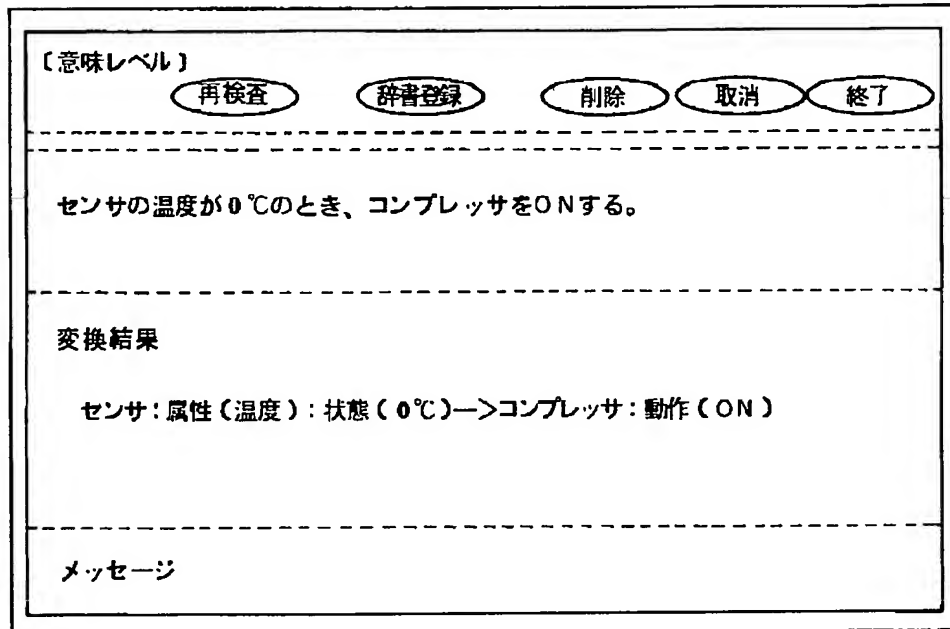 〔意味レベル〕
再検査 辞書登録 削除 取消 終了
センサの温度が0℃のとき、コンプレッサをONする。
変換結果
センサ:属性(温度):状態(0℃)―>コンプレッサ:動作(ON)
メッセージ